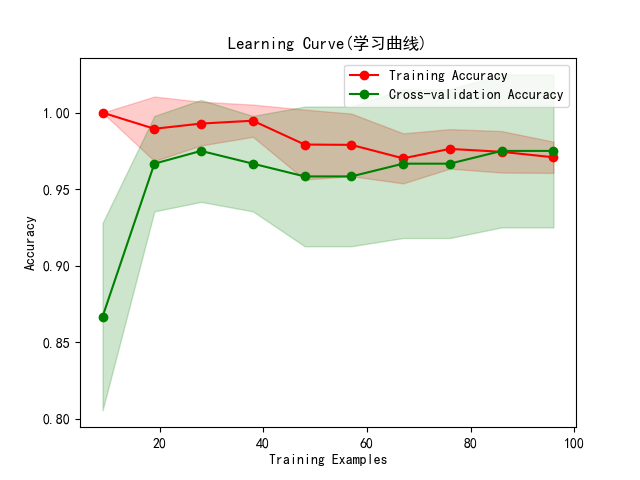 Learning Curve(学习曲线)
Training Accuracy
Cross-validation Accuracy
1.00
0.95
0.90
0.85
0.80
Accuracy
20 40 60 80 100
Training Examples